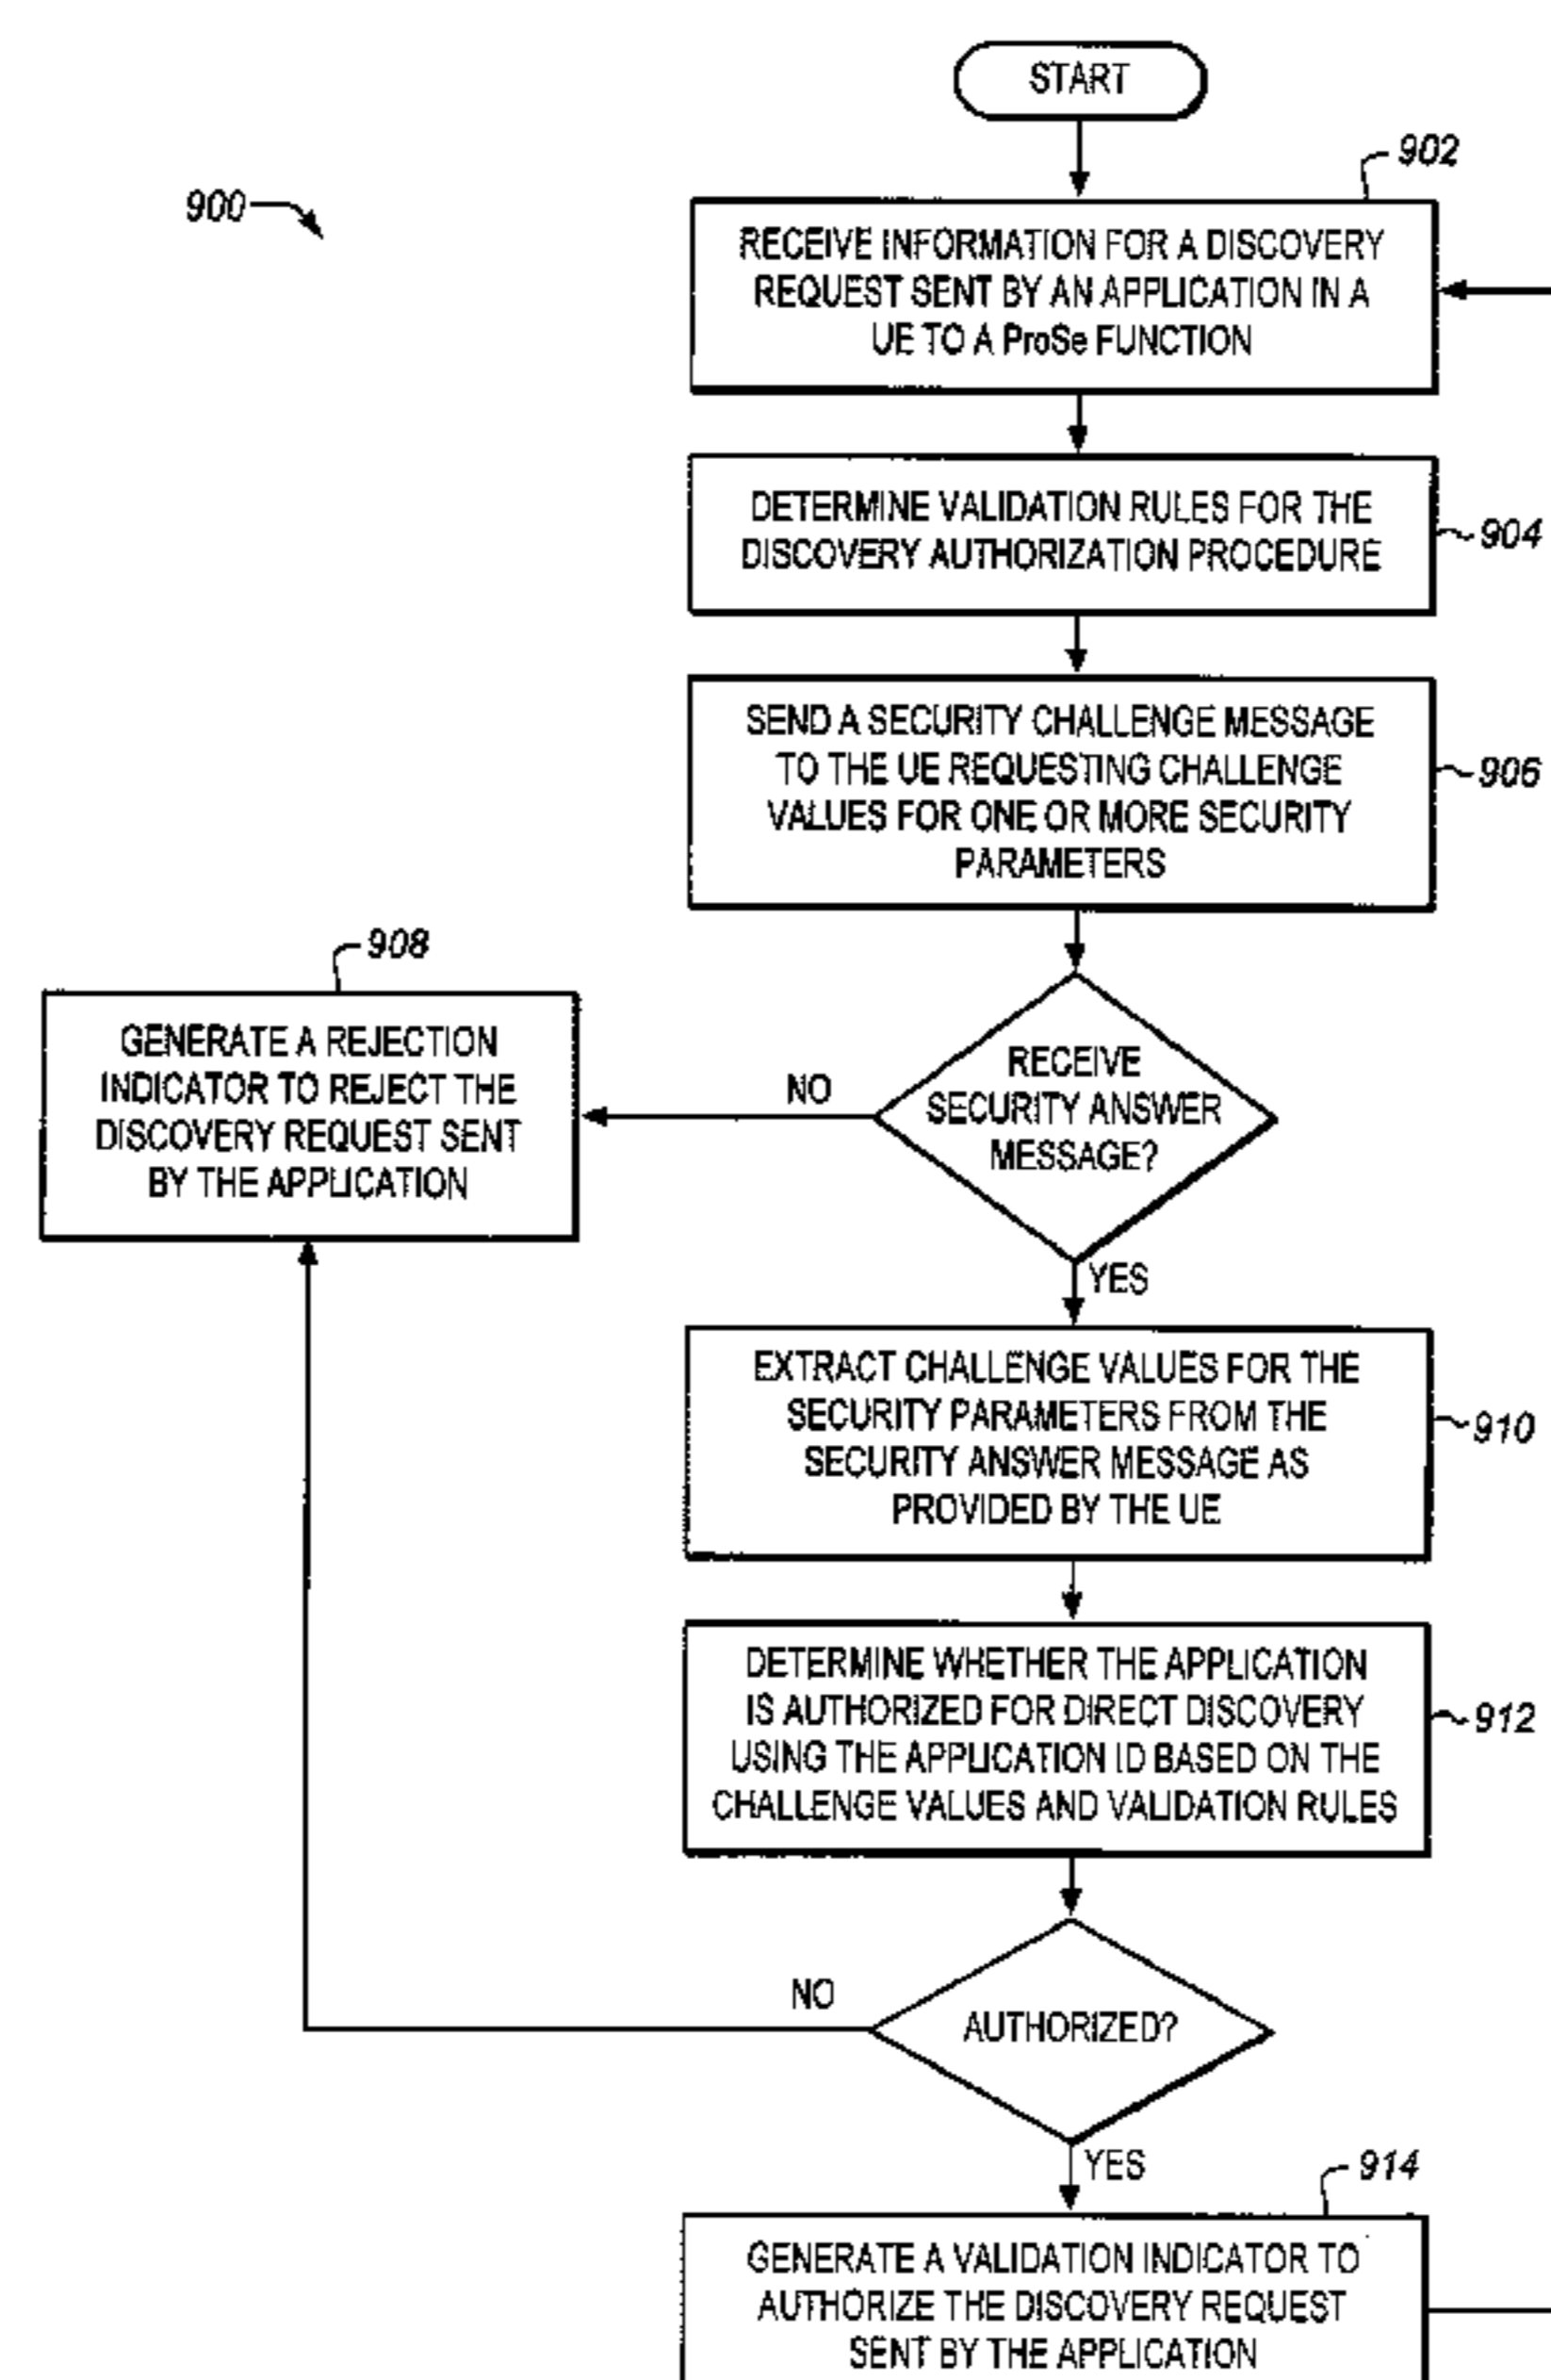 START
902
900
RECEIVE INFORMATION FOR A DISCOVERY
REQUEST SENT BY AN APPLICATION IN A
UE TO A ProSe FUNCTION
DETERMINE VALIDATION RULES FOR THE
DISCOVERY AUTHORIZATION PROCEDURE
904
SEND A SECURITY CHALLENGE MESSAGE
TO THE UE REQUESTING CHALLENGE
VALUES FOR ONE OR MORE SECURITY
PARAMETERS
906
908
GENERATE A REJECTION
INDICATOR TO REJECT THE
DISCOVERY REQUEST SENT
BY THE APPLICATION
NO
RECEIVE
SECURITY ANSWER
MESSAGE?
YES
EXTRACT CHALLENGE VALUES FOR THE
SECURITY PARAMETERS FROM THE
SECURITY ANSWER MESSAGE AS
PROVIDED BY THE UE
910
DETERMINE WHETHER THE APPLICATION
IS AUTHORIZED FOR DIRECT DISCOVERY
USING THE APPLICATION ID BASED ON THE
CHALLENGE VALUES AND VALIDATION RULES
912
NO
AUTHORIZED?
YES
914
GENERATE A VALIDATION INDICATOR TO
AUTHORIZE THE DISCOVERY REQUEST
SENT BY THE APPLICATION